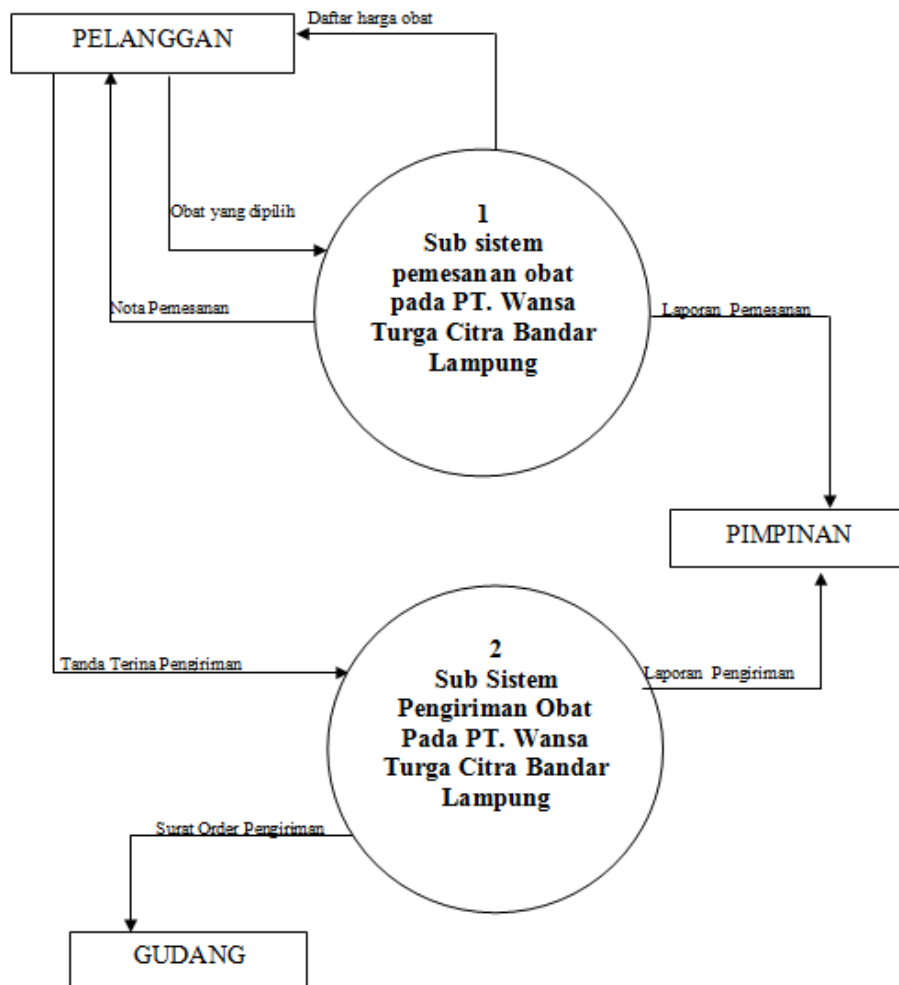 Daftar harga obat
PELANGGAN
Obat yang dipilih
Nota Pemesanan
1
Sub sistem
pemesanan obat
pada PT. Wansa
Turga Citra Bandar
Lampung
Laporan Pemesanan
PIMPINAN
Tanda Terina Pengiriman
2
Sub Sistem
Pengiriman Obat
Pada PT. Wansa
Turga Citra Bandar
Lampung
Laporan Pengiriman
Surat Order Pengiriman
GUDANG